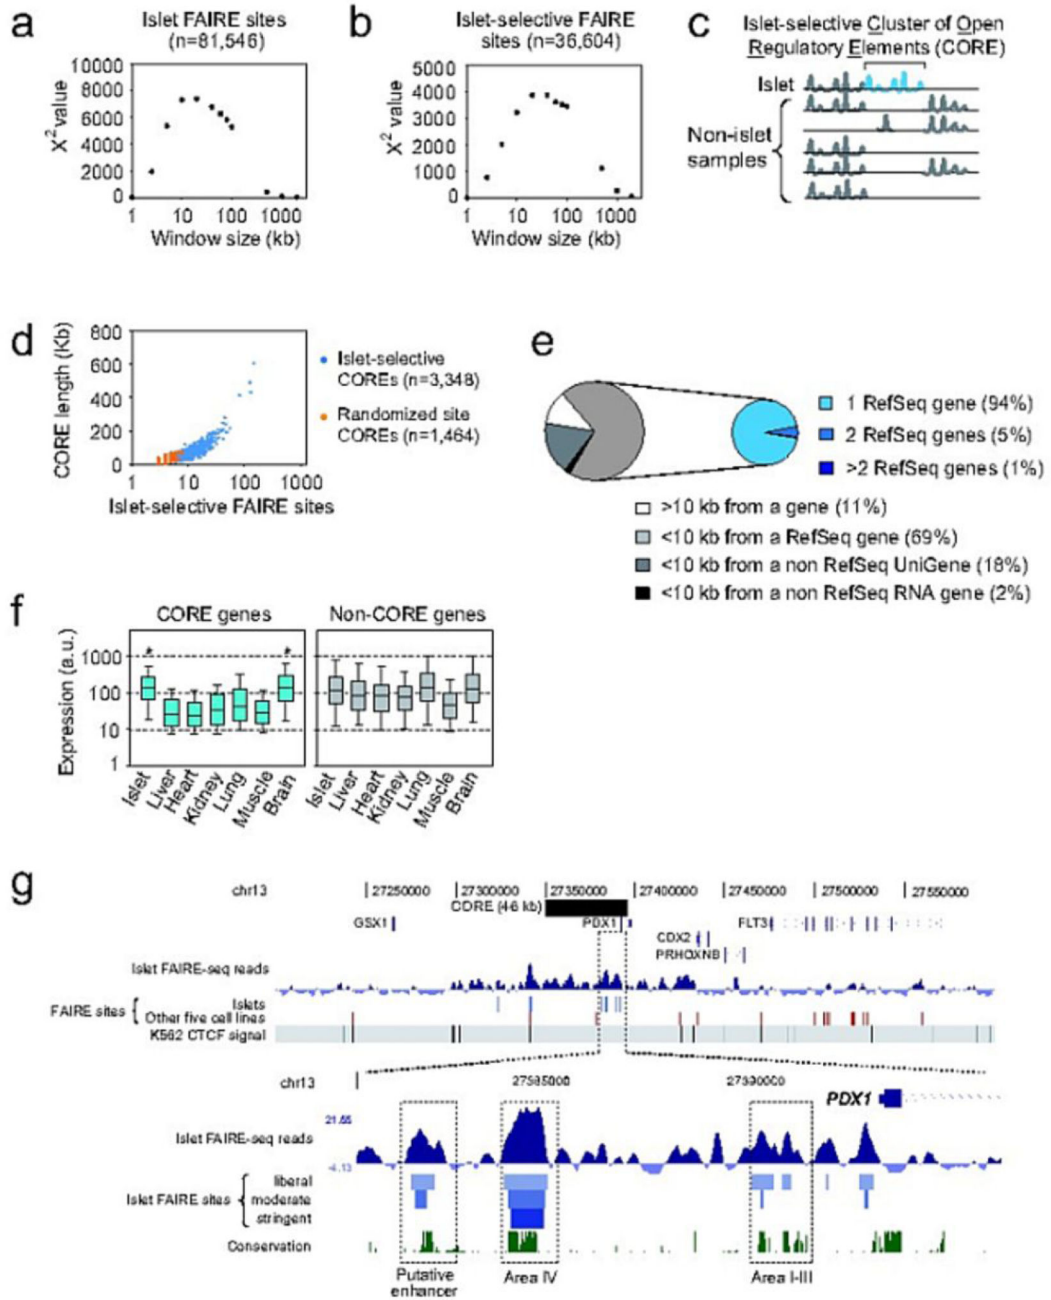 a
Islet FAIRE sites
(n=81,546)
X² value
10000
8000
6000
4000
2000
0
1
10
100
1000
Window size (kb)
b
Islet-selective FAIRE
sites (n=36,604)
X² value
5000
4000
3000
2000
1000
0
1
10
100
1000
Window size (kb)
c
Islet-selective Cluster of Open
Regulatory Elements (CORE)
Islet
Non-islet
samples
d
CORE length (Kb)
800
600
400
200
0
1
10
100
1000
Islet-selective FAIRE sites
Islet-selective
COREs (n=3,348)
Randomized site
COREs (n=1,464)
e
1 RefSeq gene (94%)
2 RefSeq genes (5%)
>2 RefSeq genes (1%)
>10 kb from a gene (11%)
<10 kb from a RefSeq gene (69%)
<10 kb from a non RefSeq UniGene (18%)
<10 kb from a non RefSeq RNA gene (2%)
f
CORE genes
Non-CORE genes
Expression (a.u.)
1000
100
10
1
*
*
Islet
Liver
Heart
Kidney
Lung
Muscle
Brain
Islet
Liver
Heart
Kidney
Lung
Muscle
Brain
g
chr13
27250000
27300000
27350000
27400000
27450000
27500000
27550000
CORE (46 kb)
GSX1
PDX1
FLT3
CDX2
PRHOXNB
Islet FAIRE-seq reads
FAIRE sites
Islets
Other five cell lines
K562 CTCF signal
chr13
27385000
27390000
PDX1
21.55
Islet FAIRE-seq reads
-4.13
Islet FAIRE sites
liberal
moderate
stringent
Conservation
Putative
enhancer
Area IV
Area I-III